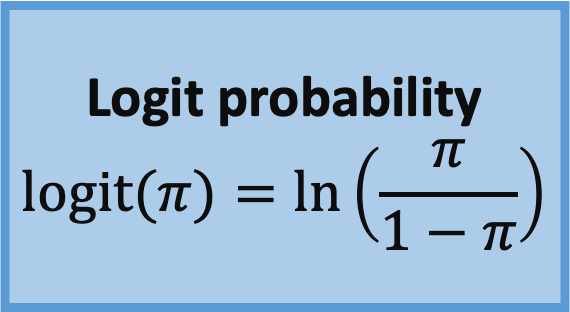 Logit probability
logit(π) = ln (π / 1 − π)